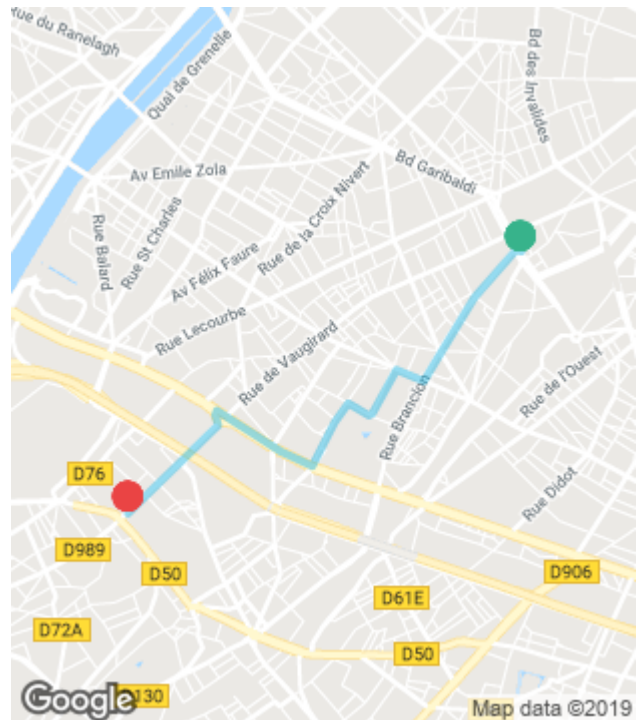 Rue du Ranelagh
Quai de Grenelle
Bd des Invalides
Av Emile Zola
Bd Garibaldi
Rue de la Croix Nivert
Rue St Charles
Rue Balard
Av Félix Faure
Rue Lecourbe
Rue de Vaugirard
Rue de l'Ouest
Rue Brancion
D76
Rue Didot
D989
D50
D906
D61E
D72A
D50
D130
Google
Map data ©2019